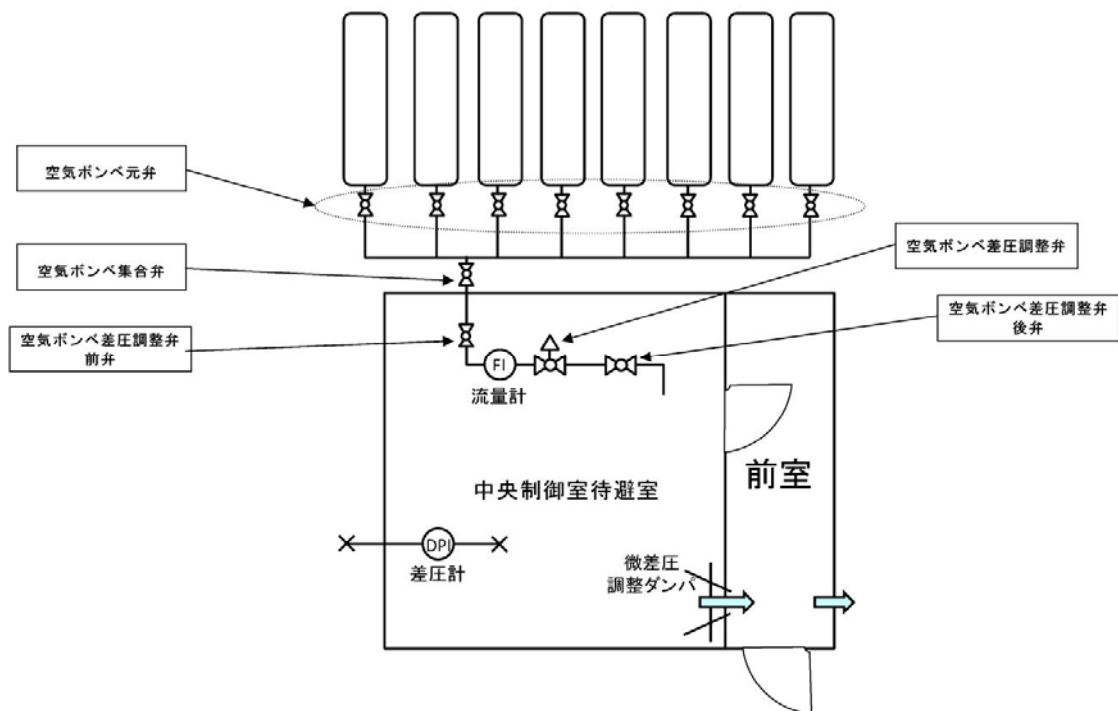 空気ボンベ元弁
空気ボンベ差圧調整弁
空気ボンベ集合弁
空気ボンベ差圧調整弁
後弁
空気ボンベ差圧調整弁
前弁
FI
流量計
前室
中央制御室待避室
DPI
差圧計
微差圧
調整ダンパ